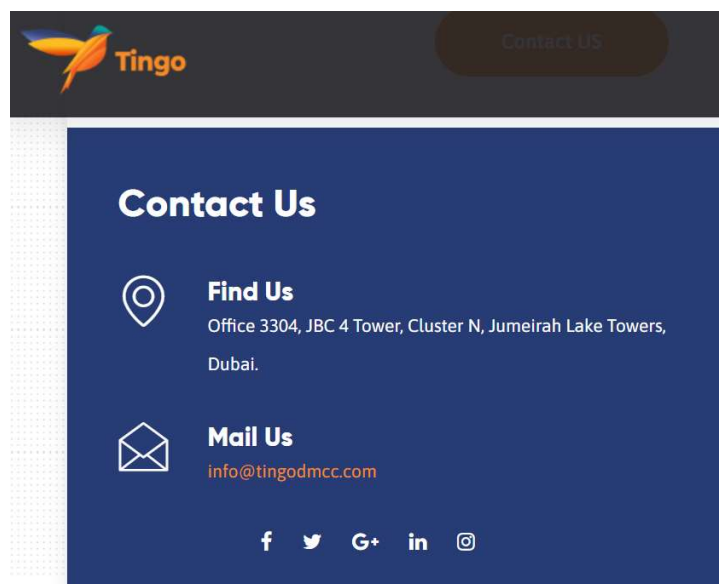 Tingo
Contact US
Contact Us
Find Us
Office 3304, JBC 4 Tower, Cluster N, Jumeirah Lake Towers,
Dubai.
Mail Us
info@tingodmcc.com